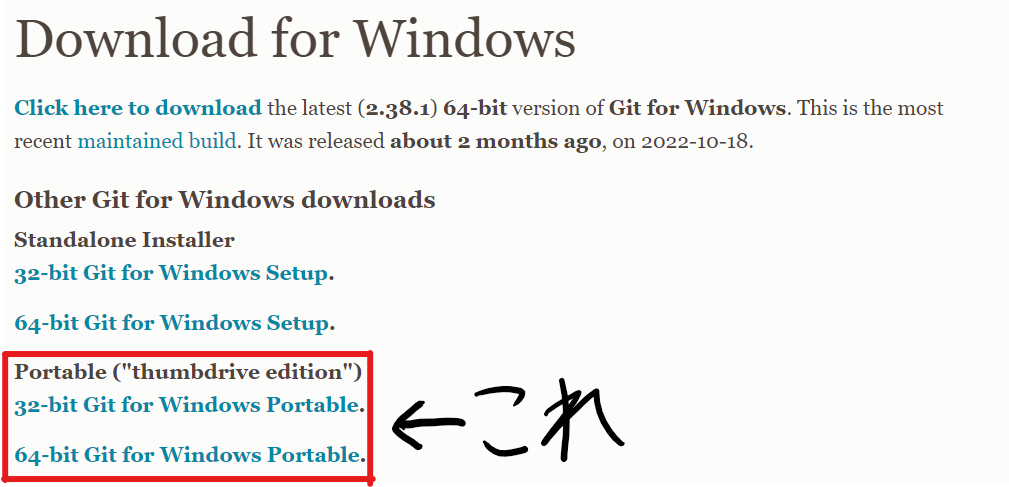 Download for Windows
Click here to download the latest (2.38.1) 64-bit version of Git for Windows. This is the most
recent maintained build. It was released about 2 months ago, on 2022-10-18.
Other Git for Windows downloads
Standalone Installer
32-bit Git for Windows Setup.
64-bit Git for Windows Setup.
Portable ("thumbdrive edition")
32-bit Git for Windows Portable.
←これ
64-bit Git for Windows Portable.